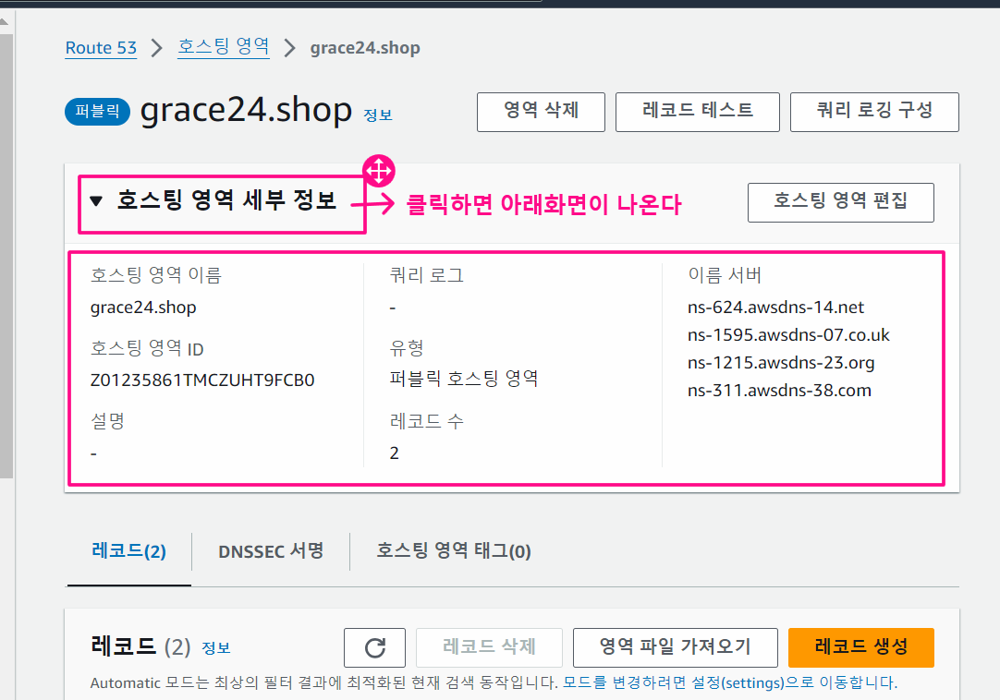 Route 53 > 호스팅 영역 > grace24.shop
퍼블릭 grace24.shop 정보 영역 삭제 레코드 테스트 쿼리 로깅 구성
▼ 호스팅 영역 세부 정보 → 클릭하면 아래화면이 나온다 호스팅 영역 편집
호스팅 영역 이름
grace24.shop
호스팅 영역 ID
Z01235861TMCZUHT9FCB0
설명
-
쿼리 로그
-
유형
퍼블릭 호스팅 영역
레코드 수
2
이름 서버
ns-624.awsdns-14.net
ns-1595.awsdns-07.co.uk
ns-1215.awsdns-23.org
ns-311.awsdns-38.com
레코드(2) DNSSEC 서명 호스팅 영역 태그(0)
레코드 (2) 정보 레코드 삭제 영역 파일 가져오기 레코드 생성
Automatic 모드는 최상의 필터 결과에 최적화된 현재 검색 동작입니다. 모드를 변경하려면 설정(settings)으로 이동합니다.